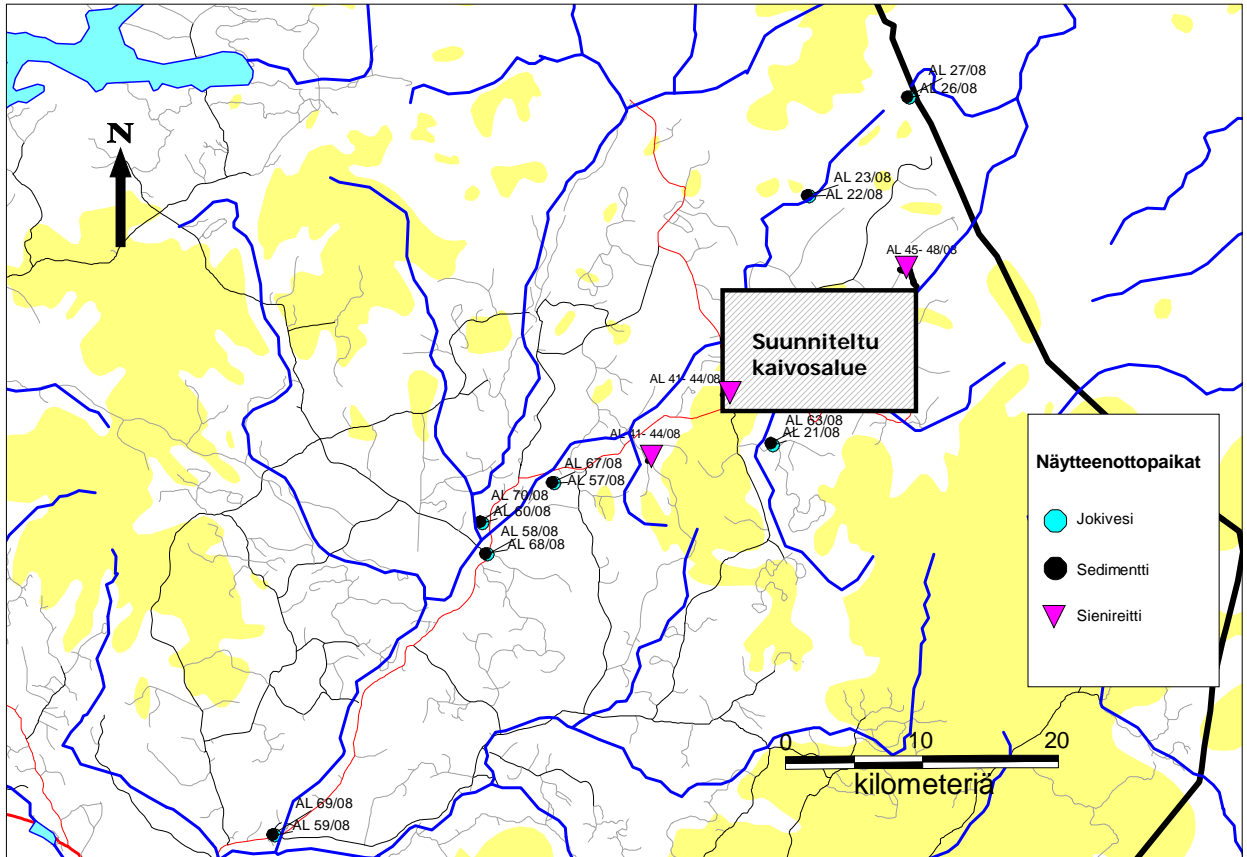 AL 27/08
AL 26/08
N
AL 23/08
AL 22/08
AL 45- 48/08
Suunniteltu
kaivosalue
AL 41- 44/08
AL 63/08
AL 21/08
AL 41- 44/08
AL 67/08
AL 57/08
AL 70/08
AL 60/08
AL 58/08
AL 68/08
Näytteenottopaikat
Jokivesi
Sedimentti
Sienireitti
0 10 20
kilometeriä
AL 69/08
AL 59/08